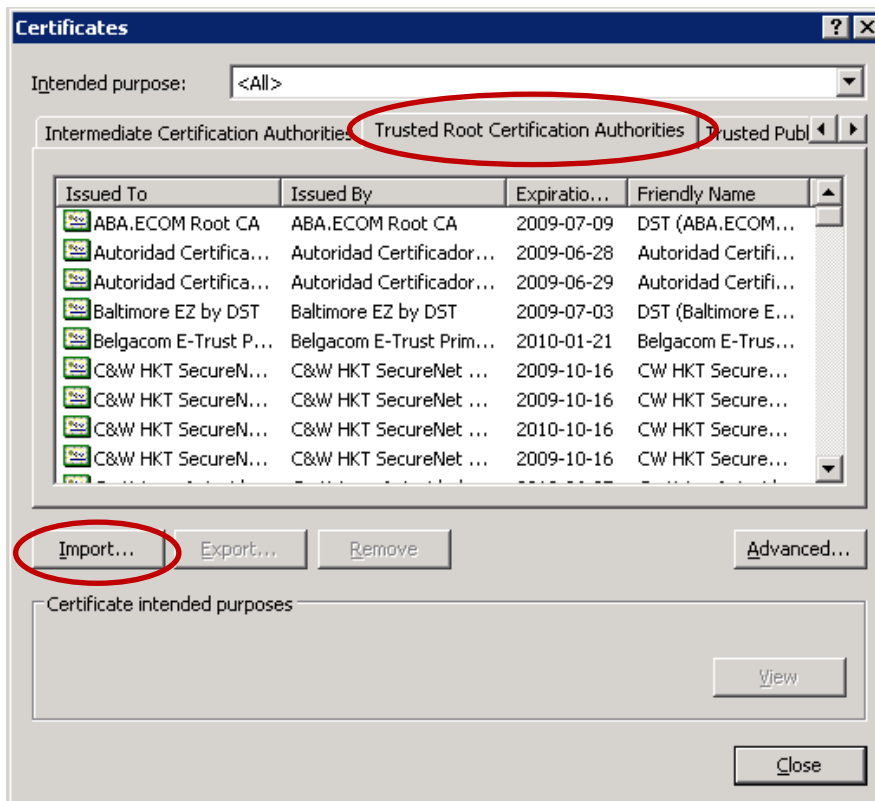 Certificates
Intended purpose: <All>
Intermediate Certification Authorities Trusted Root Certification Authorities Trusted Publ
Issued To Issued By Expiratio... Friendly Name
ABA.ECOM Root CA ABA.ECOM Root CA 2009-07-09 DST (ABA.ECOM...
Autoridad Certifica... Autoridad Certificador... 2009-06-28 Autoridad Certifi...
Autoridad Certifica... Autoridad Certificador... 2009-06-29 Autoridad Certifi...
Baltimore EZ by DST Baltimore EZ by DST 2009-07-03 DST (Baltimore E...
Belgacom E-Trust P... Belgacom E-Trust Prim... 2010-01-21 Belgacom E-Trus...
C&W HKT SecureN... C&W HKT SecureNet ... 2009-10-16 CW HKT Secure...
C&W HKT SecureN... C&W HKT SecureNet ... 2009-10-16 CW HKT Secure...
C&W HKT SecureN... C&W HKT SecureNet ... 2010-10-16 CW HKT Secure...
C&W HKT SecureN... C&W HKT SecureNet ... 2009-10-16 CW HKT Secure...
Import... Export... Remove Advanced...
Certificate intended purposes
View
Close